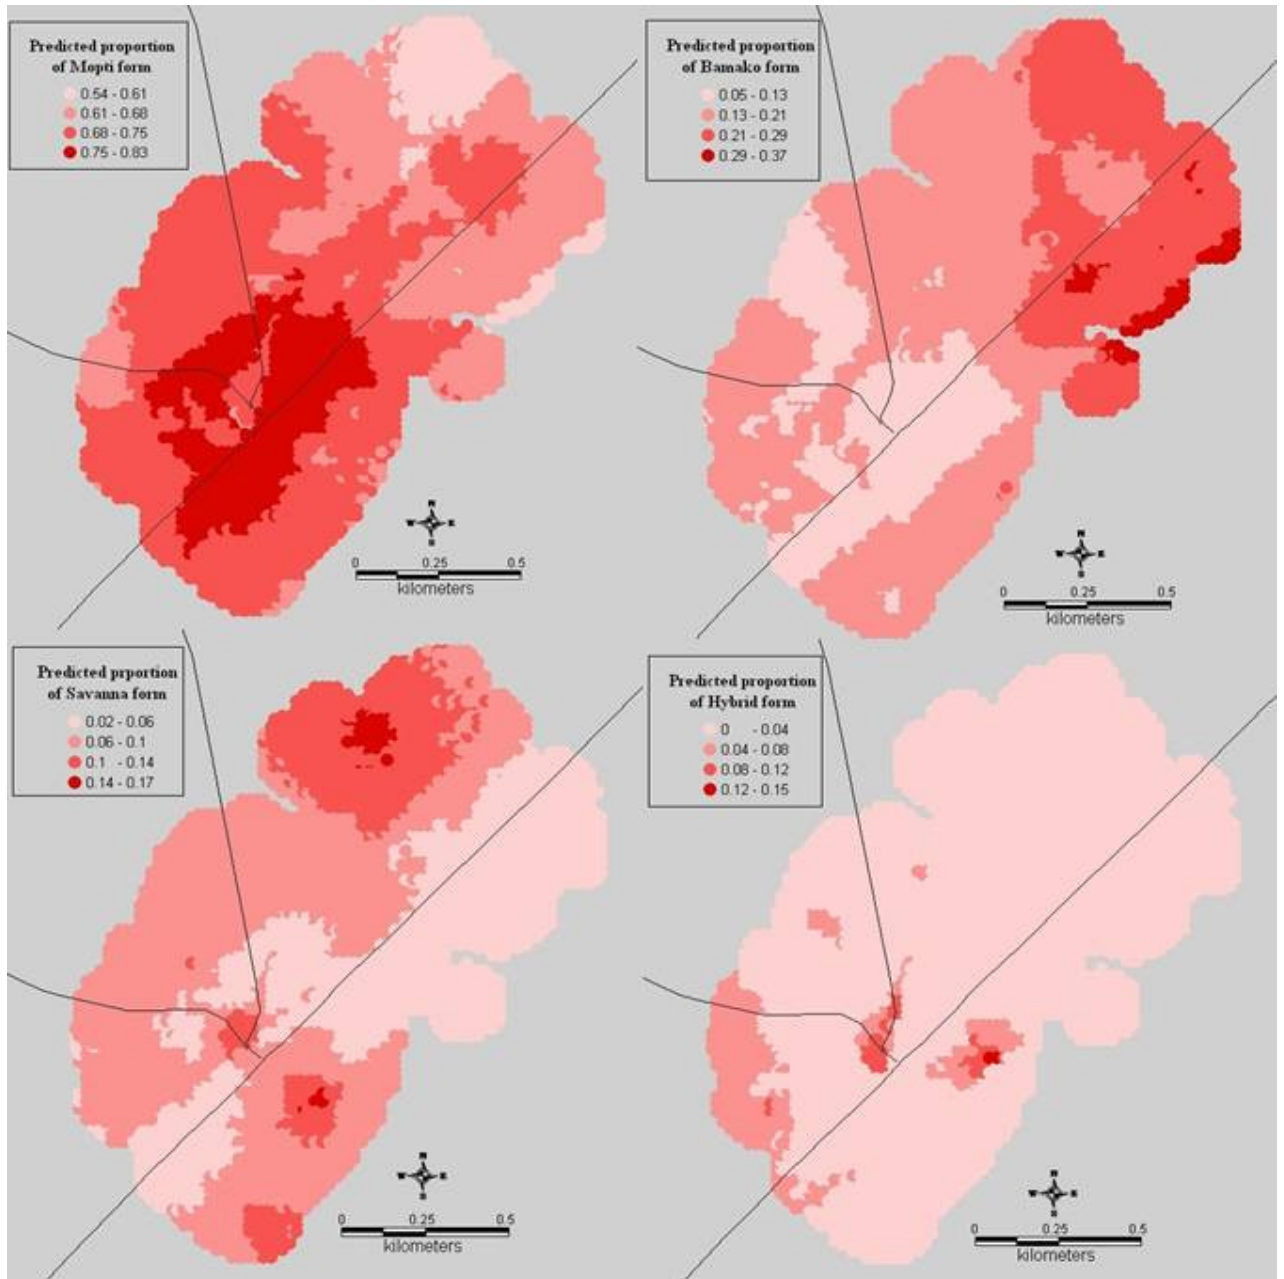 Predicted proportion
of Mopti form
0.54 - 0.61
0.61 - 0.68
0.68 - 0.75
0.75 - 0.83
N
W E
S
0 0.25 0.5
kilometers
Predicted proportion
of Bamako form
0.05 - 0.13
0.13 - 0.21
0.21 - 0.29
0.29 - 0.37
N
W E
S
0 0.25 0.5
kilometers
Predicted prportion
of Savanna form
0.02 - 0.06
0.06 - 0.1
0.1 - 0.14
0.14 - 0.17
N
W E
S
0 0.25 0.5
kilometers
Predicted proportion
of Hybrid form
0 - 0.04
0.04 - 0.08
0.08 - 0.12
0.12 - 0.15
N
W E
S
0 0.25 0.5
kilometers